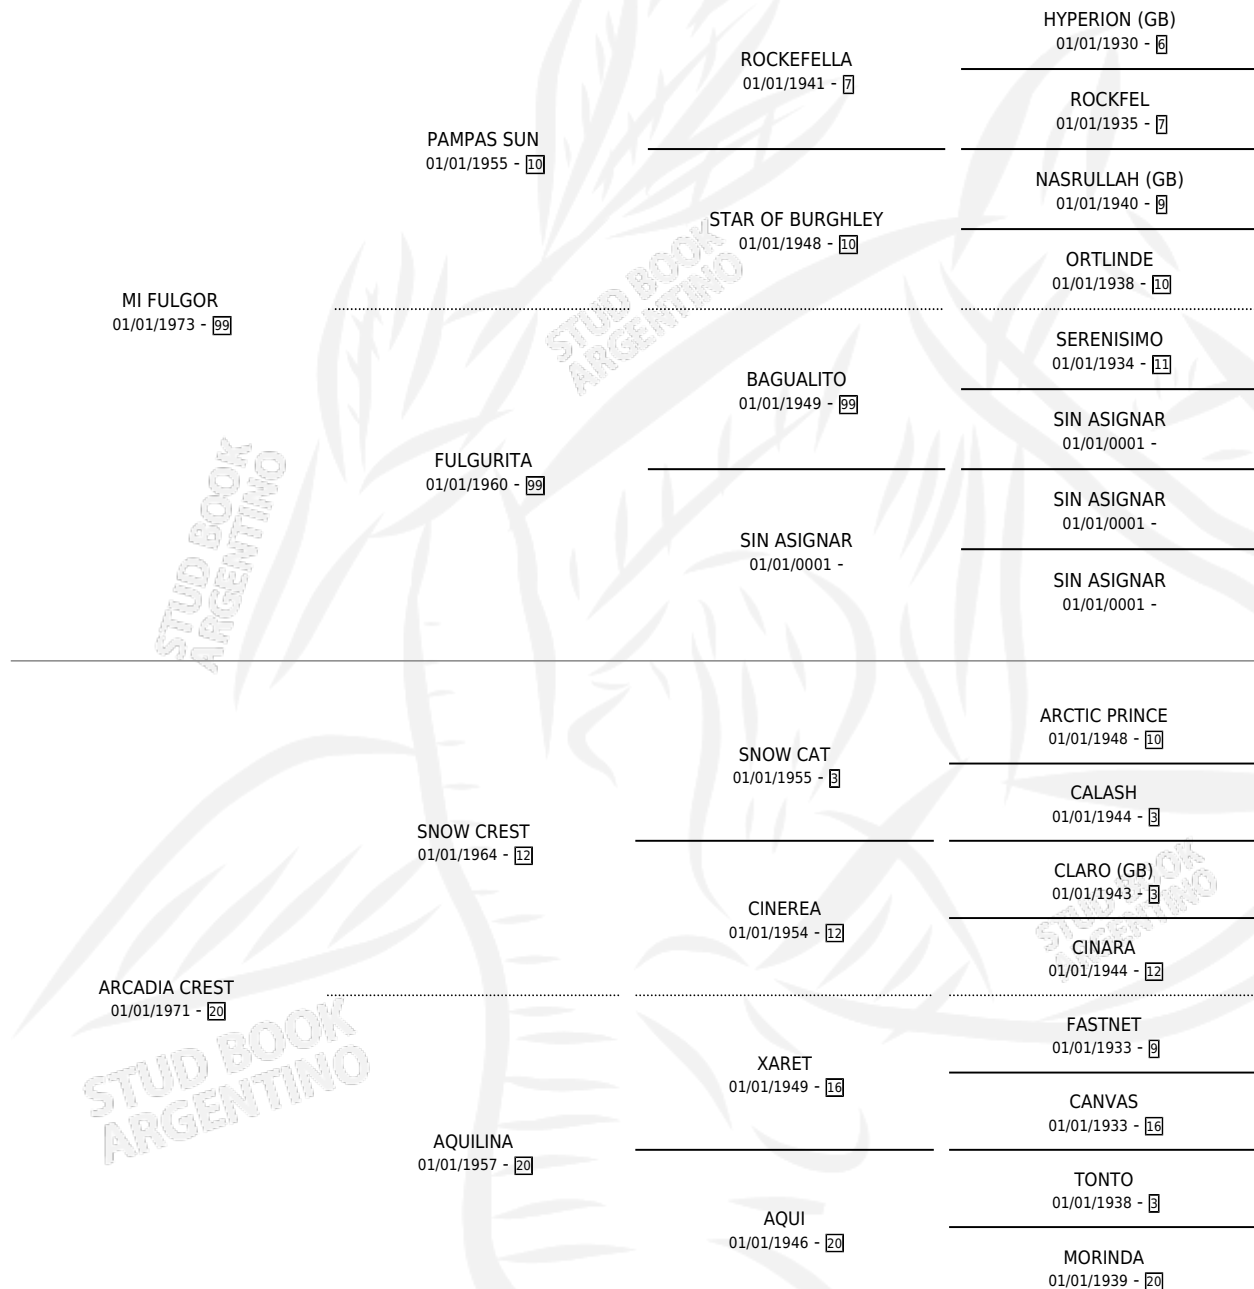 HYPERION (GB)
01/01/1930 - 6
ROCKEFELLA
01/01/1941 - 7
ROCKFEL
01/01/1935 - 7
PAMPAS SUN
01/01/1955 - 10
NASRULLAH (GB)
01/01/1940 - 9
STAR OF BURGHLEY
01/01/1948 - 10
ORTLINDE
01/01/1938 - 10
MI FULGOR
01/01/1973 - 99
SERENISIMO
01/01/1934 - 11
BAGUALITO
01/01/1949 - 99
SIN ASIGNAR
01/01/0001 -
FULGURITA
01/01/1960 - 99
SIN ASIGNAR
01/01/0001 -
SIN ASIGNAR
01/01/0001 -
SIN ASIGNAR
01/01/0001 -
ARCTIC PRINCE
01/01/1948 - 10
SNOW CAT
01/01/1955 - 3
CALASH
01/01/1944 - 3
SNOW CREST
01/01/1964 - 12
CLARO (GB)
01/01/1943 - 3
CINEREA
01/01/1954 - 12
CINARA
01/01/1944 - 12
ARCADIA CREST
01/01/1971 - 20
FASTNET
01/01/1933 - 9
XARET
01/01/1949 - 16
CANVAS
01/01/1933 - 16
AQUILINA
01/01/1957 - 20
TONTO
01/01/1938 - 3
AQUI
01/01/1946 - 20
MORINDA
01/01/1939 - 20
STUD BOOK
ARGENTINO
STUD BOOK
ARGENTINO
STUD BOOK
ARGENTINO
STUD BOOK
ARGENTINO